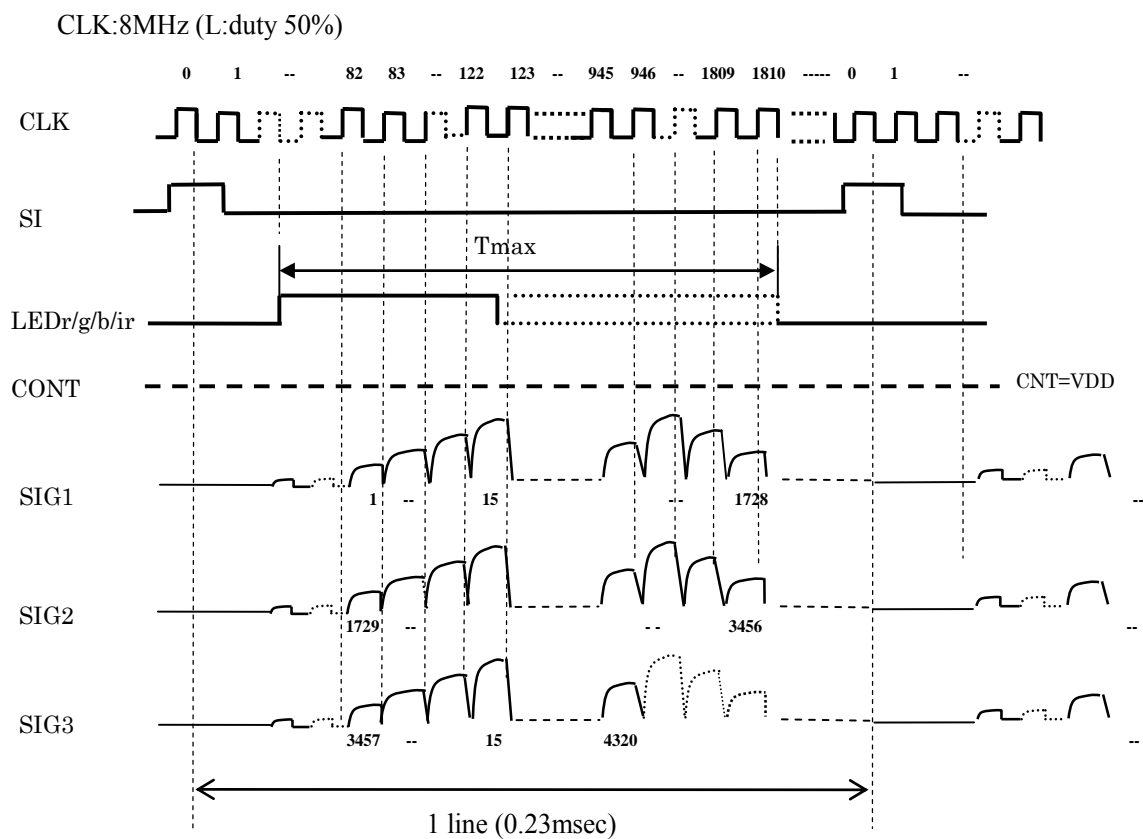 CLK:8MHz (L:duty 50%)
0 1 -- 82 83 -- 122 123 -- 945 946 -- 1809 1810 ----- 0 1 --
CLK
SI
Tmax
LEDr/g/b/ir
CONT
CNT=VDD
SIG1
1 -- 15 -- 1728 --
SIG2
1729 -- -- 3456 --
SIG3
3457 -- 15 4320 --
1 line (0.23msec)